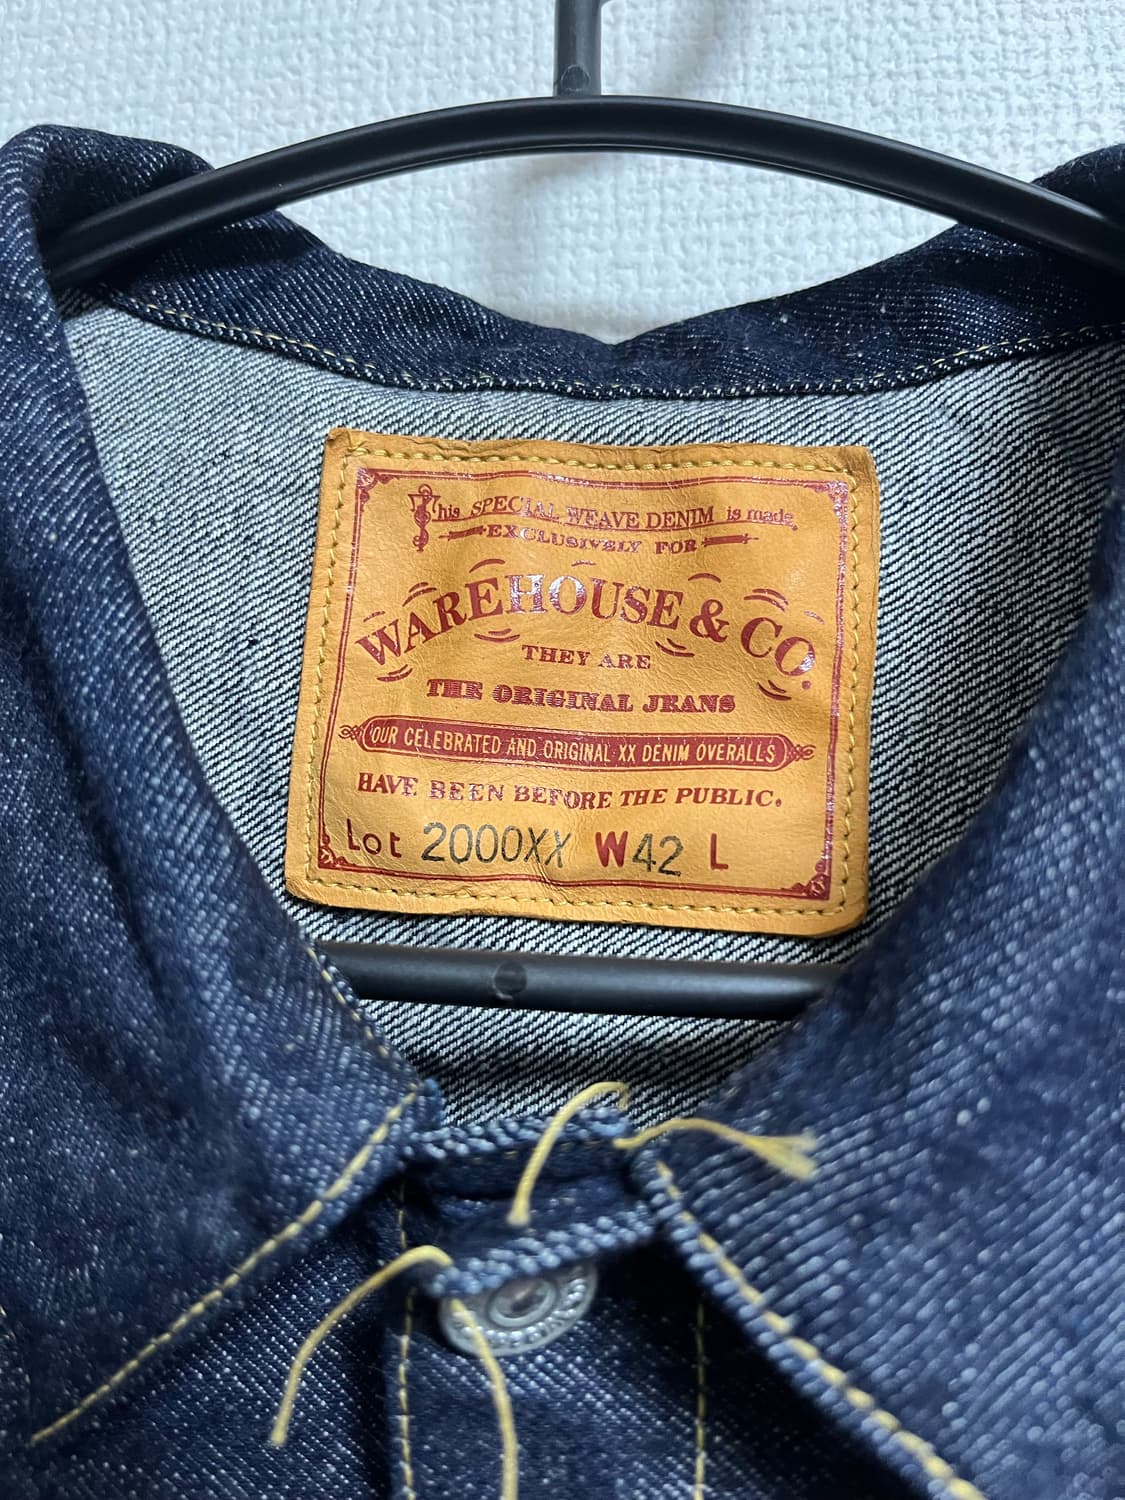 This SPECIAL WEAVE DENIM is made
EXCLUSIVELY FOR
WAREHOUSE & CO.
THEY ARE
THE ORIGINAL JEANS
OUR CELEBRATED AND ORIGINAL XX DENIM OVERALLS
HAVE BEEN BEFORE THE PUBLIC.
Lot 2000XX W42 L